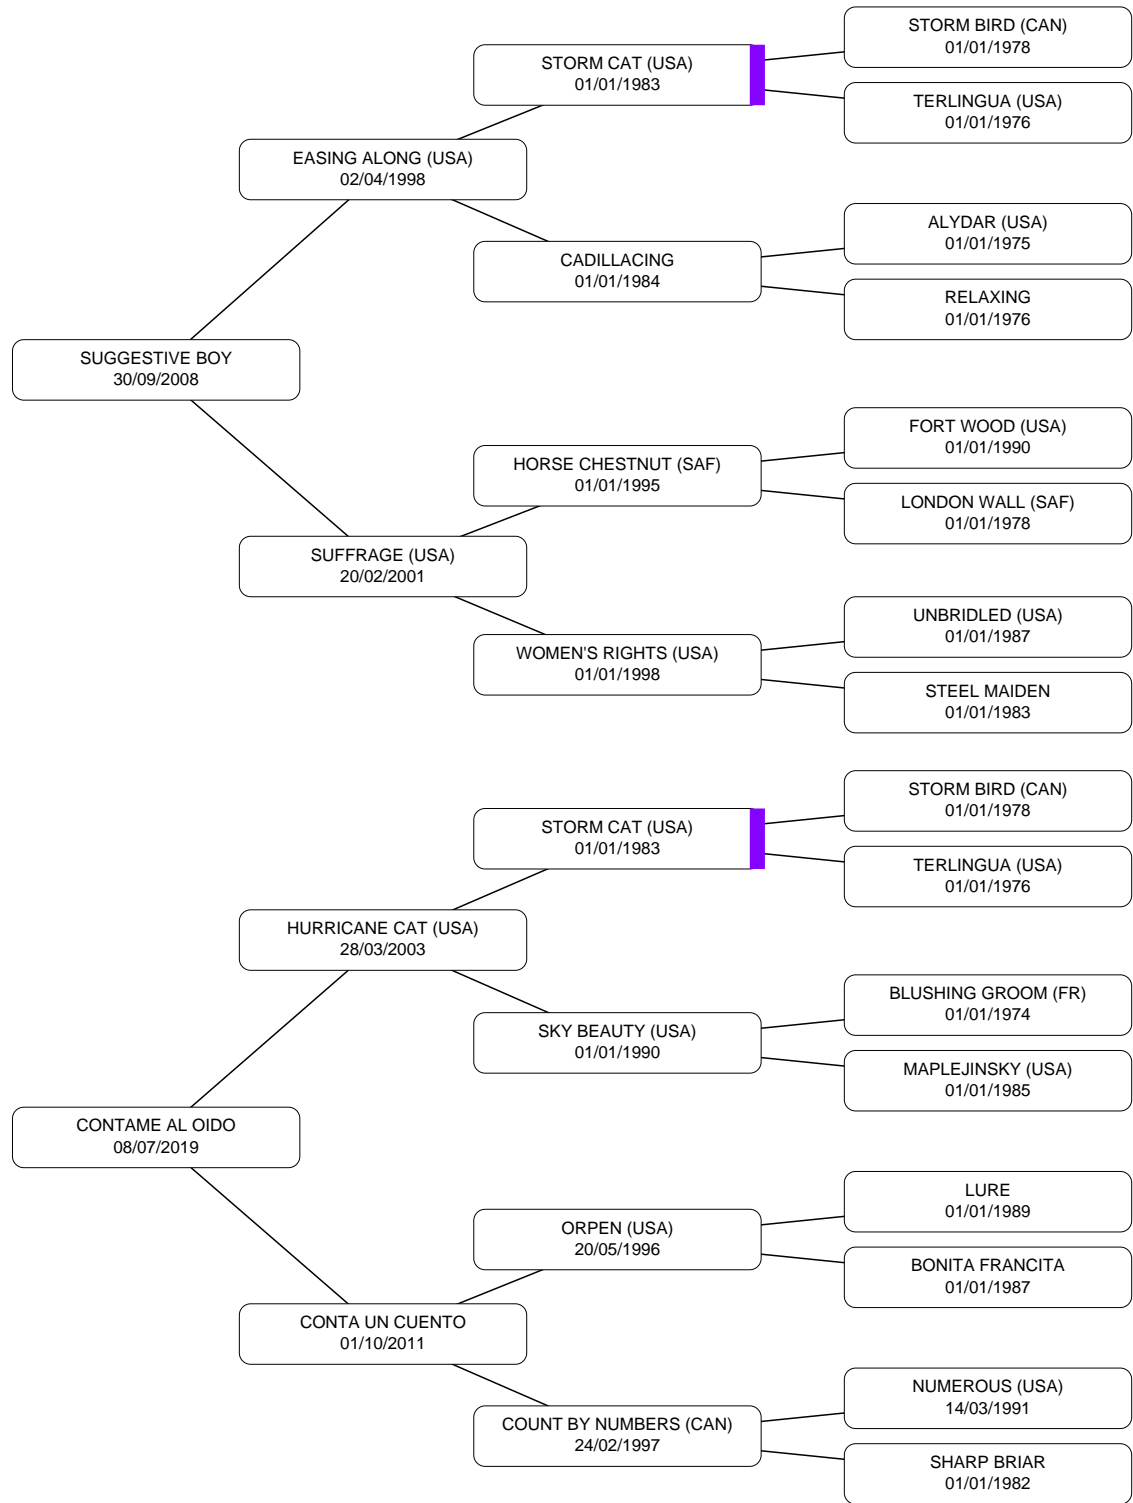 STORM BIRD (CAN)
01/01/1978
STORM CAT (USA)
01/01/1983
TERLINGUA (USA)
01/01/1976
EASING ALONG (USA)
02/04/1998
ALYDAR (USA)
01/01/1975
CADILLACING
01/01/1984
RELAXING
01/01/1976
SUGGESTIVE BOY
30/09/2008
FORT WOOD (USA)
01/01/1990
HORSE CHESTNUT (SAF)
01/01/1995
LONDON WALL (SAF)
01/01/1978
SUFFRAGE (USA)
20/02/2001
UNBRIDLED (USA)
01/01/1987
WOMEN'S RIGHTS (USA)
01/01/1998
STEEL MAIDEN
01/01/1983
STORM BIRD (CAN)
01/01/1978
STORM CAT (USA)
01/01/1983
TERLINGUA (USA)
01/01/1976
HURRICANE CAT (USA)
28/03/2003
BLUSHING GROOM (FR)
01/01/1974
SKY BEAUTY (USA)
01/01/1990
MAPLEJINSKY (USA)
01/01/1985
CONTAME AL OIDO
08/07/2019
LURE
01/01/1989
ORPEN (USA)
20/05/1996
BONITA FRANCITA
01/01/1987
CONTA UN CUENTO
01/10/2011
NUMEROUS (USA)
14/03/1991
COUNT BY NUMBERS (CAN)
24/02/1997
SHARP BRIAR
01/01/1982